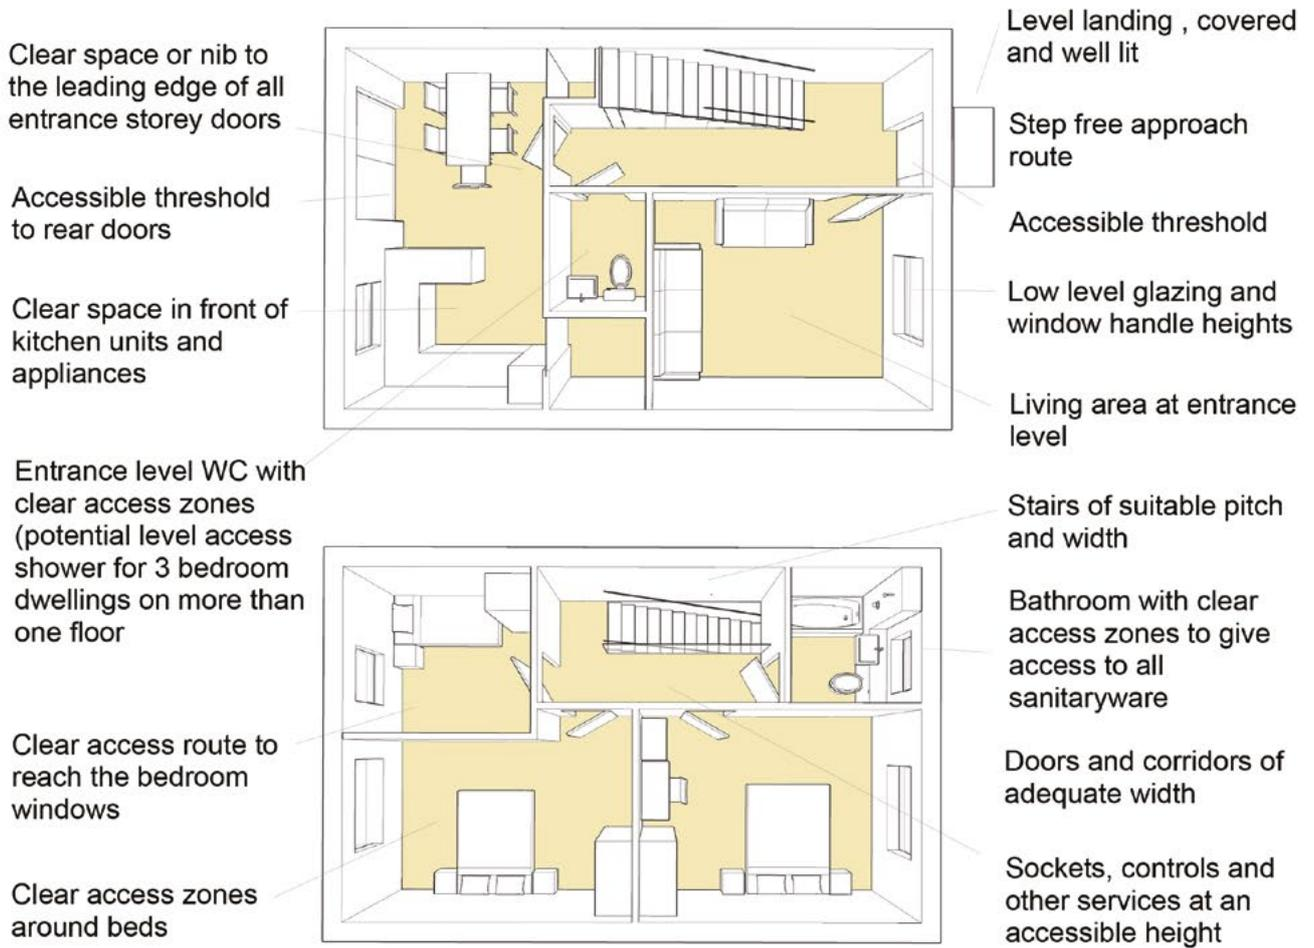 Clear space or nib to
the leading edge of all
entrance storey doors
Accessible threshold
to rear doors
Clear space in front of
kitchen units and
appliances
Entrance level WC with
clear access zones
(potential level access
shower for 3 bedroom
dwellings on more than
one floor
Clear access route to
reach the bedroom
windows
Clear access zones
around beds
Level landing , covered
and well lit
Step free approach
route
Accessible threshold
Low level glazing and
window handle heights
Living area at entrance
level
Stairs of suitable pitch
and width
Bathroom with clear
access zones to give
access to all
sanitaryware
Doors and corridors of
adequate width
Sockets, controls and
other services at an
accessible height